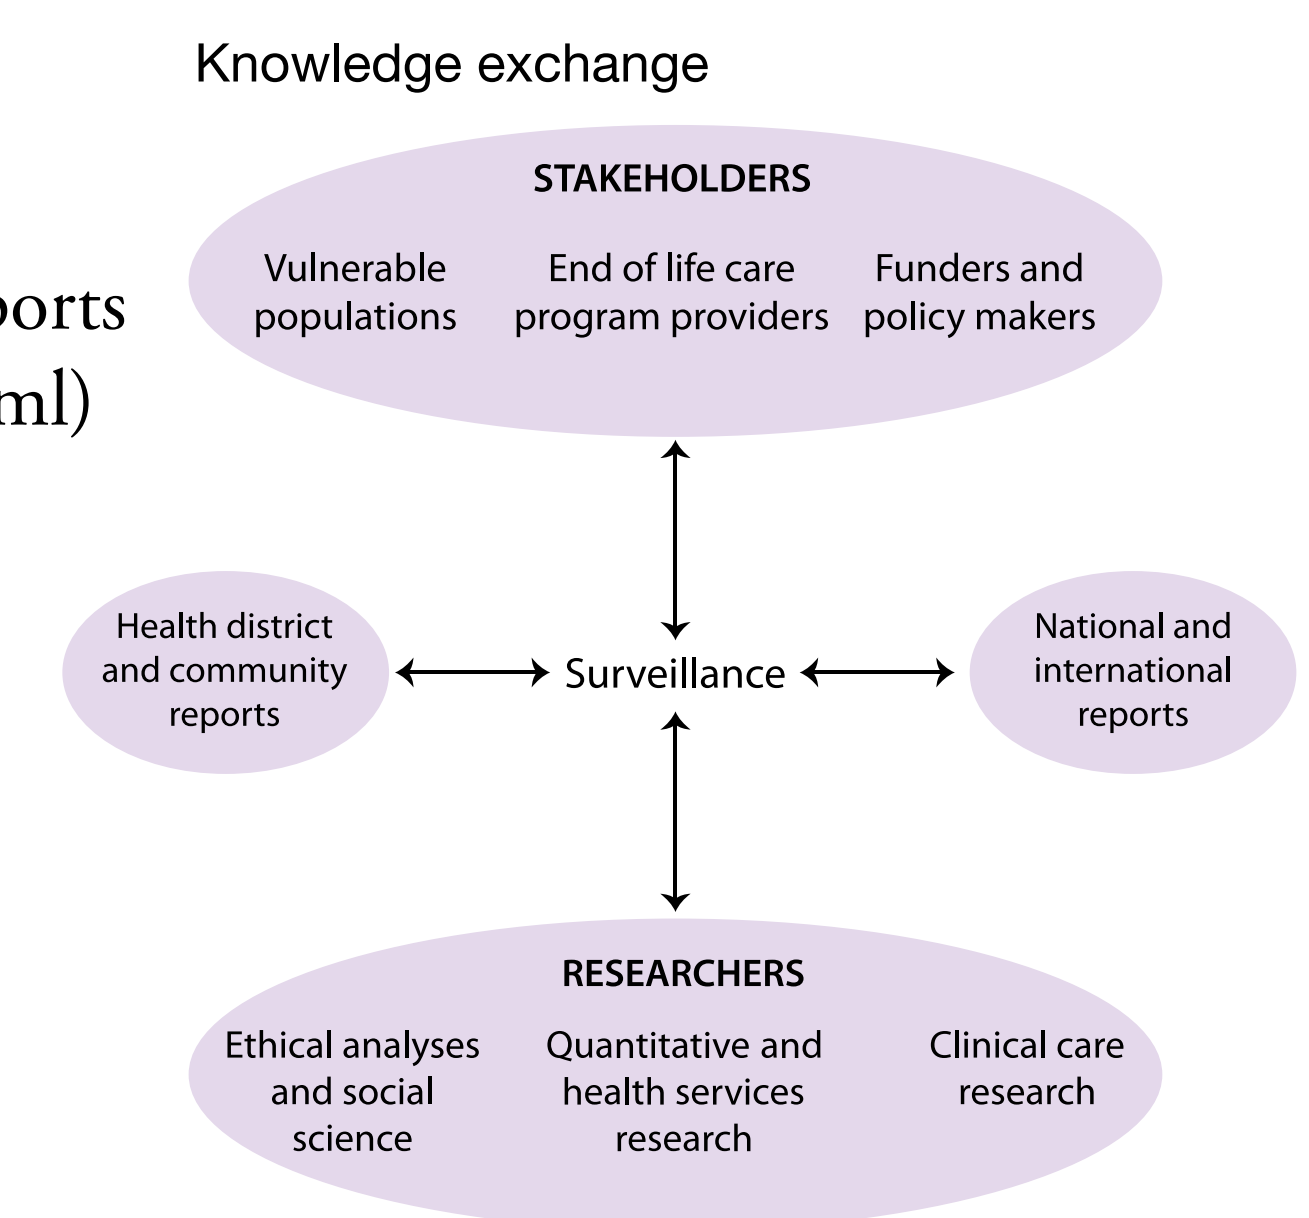 Knowledge exchange
STAKEHOLDERS
Vulnerable
populations
End of life care
program providers
Funders and
policy makers
ports
ml)
Health district
and community
reports
Surveillance
National and
international
reports
RESEARCHERS
Ethical analyses
and social
science
Quantitative and
health services
research
Clinical care
research